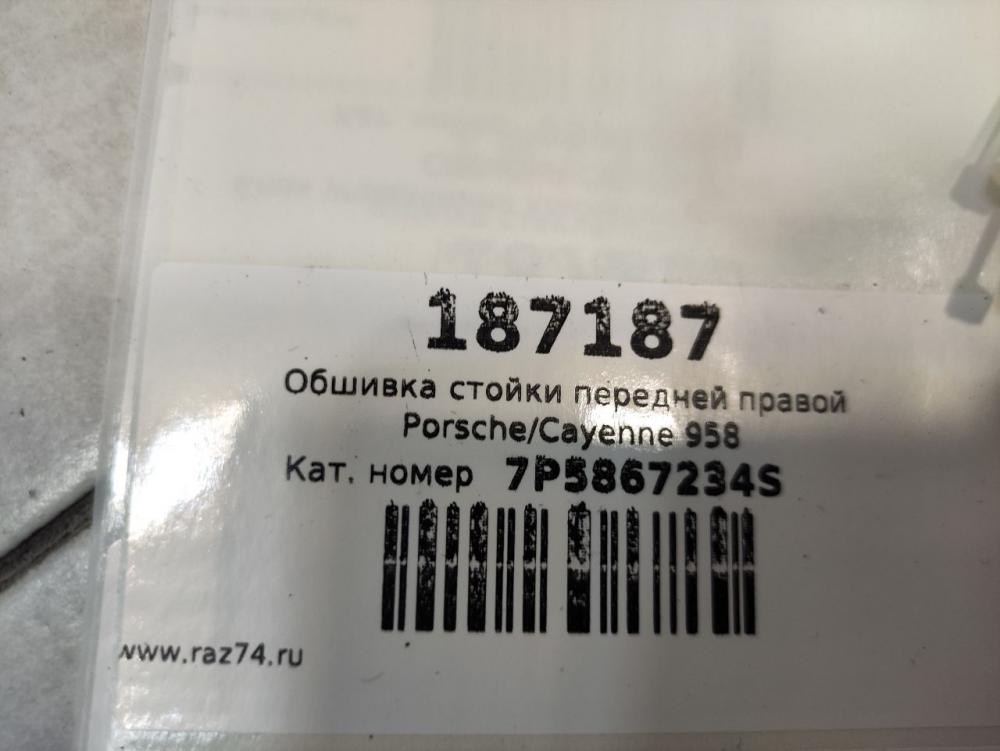 187187
Обшивка стойки передней правой
Porsche/Cayenne 958
Кат. номер 7P5867234S
www.raz74.ru